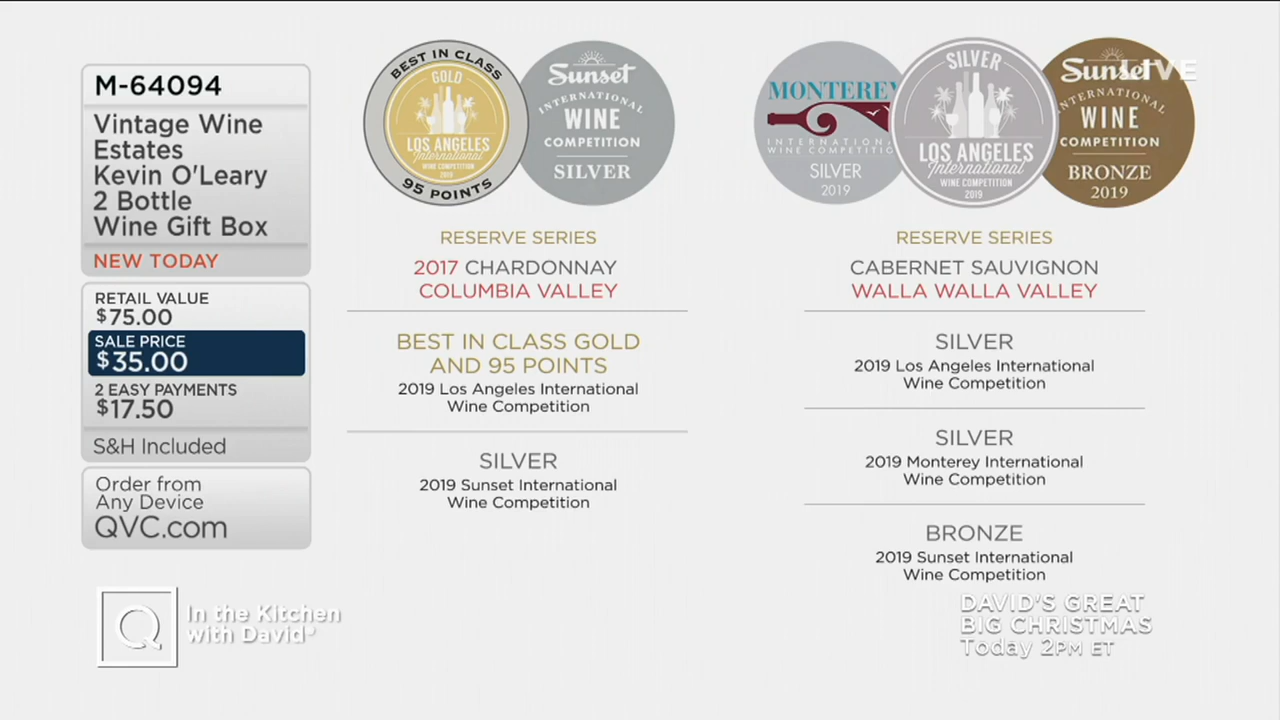 M-64094
Vintage Wine
Estates
Kevin O'Leary
2 Bottle
Wine Gift Box
NEW TODAY
RETAIL VALUE
$75.00
SALE PRICE
$35.00
2 EASY PAYMENTS
$17.50
S&H Included
Order from
Any Device
QVC.com
BEST IN CLASS
GOLD
LOS ANGELES
International
WINE COMPETITION
2019
95 POINTS
Sunset
INTERNATIONAL
WINE
COMPETITION
SILVER
RESERVE SERIES
2017 CHARDONNAY
COLUMBIA VALLEY
BEST IN CLASS GOLD
AND 95 POINTS
2019 Los Angeles International
Wine Competition
SILVER
2019 Sunset International
Wine Competition
MONTEREY
INTERNATIONAL
WINE COMPETITION
SILVER
2019
SILVER
LOS ANGELES
International
WINE COMPETITION
2019
Sunset
LIVE
INTERNATIONAL
WINE
COMPETITION
BRONZE
2019
RESERVE SERIES
CABERNET SAUVIGNON
WALLA WALLA VALLEY
SILVER
2019 Los Angeles International
Wine Competition
SILVER
2019 Monterey International
Wine Competition
BRONZE
2019 Sunset International
Wine Competition
Q
In the Kitchen
with David®
DAVID'S GREAT
BIG CHRISTMAS
Today 2PM ET